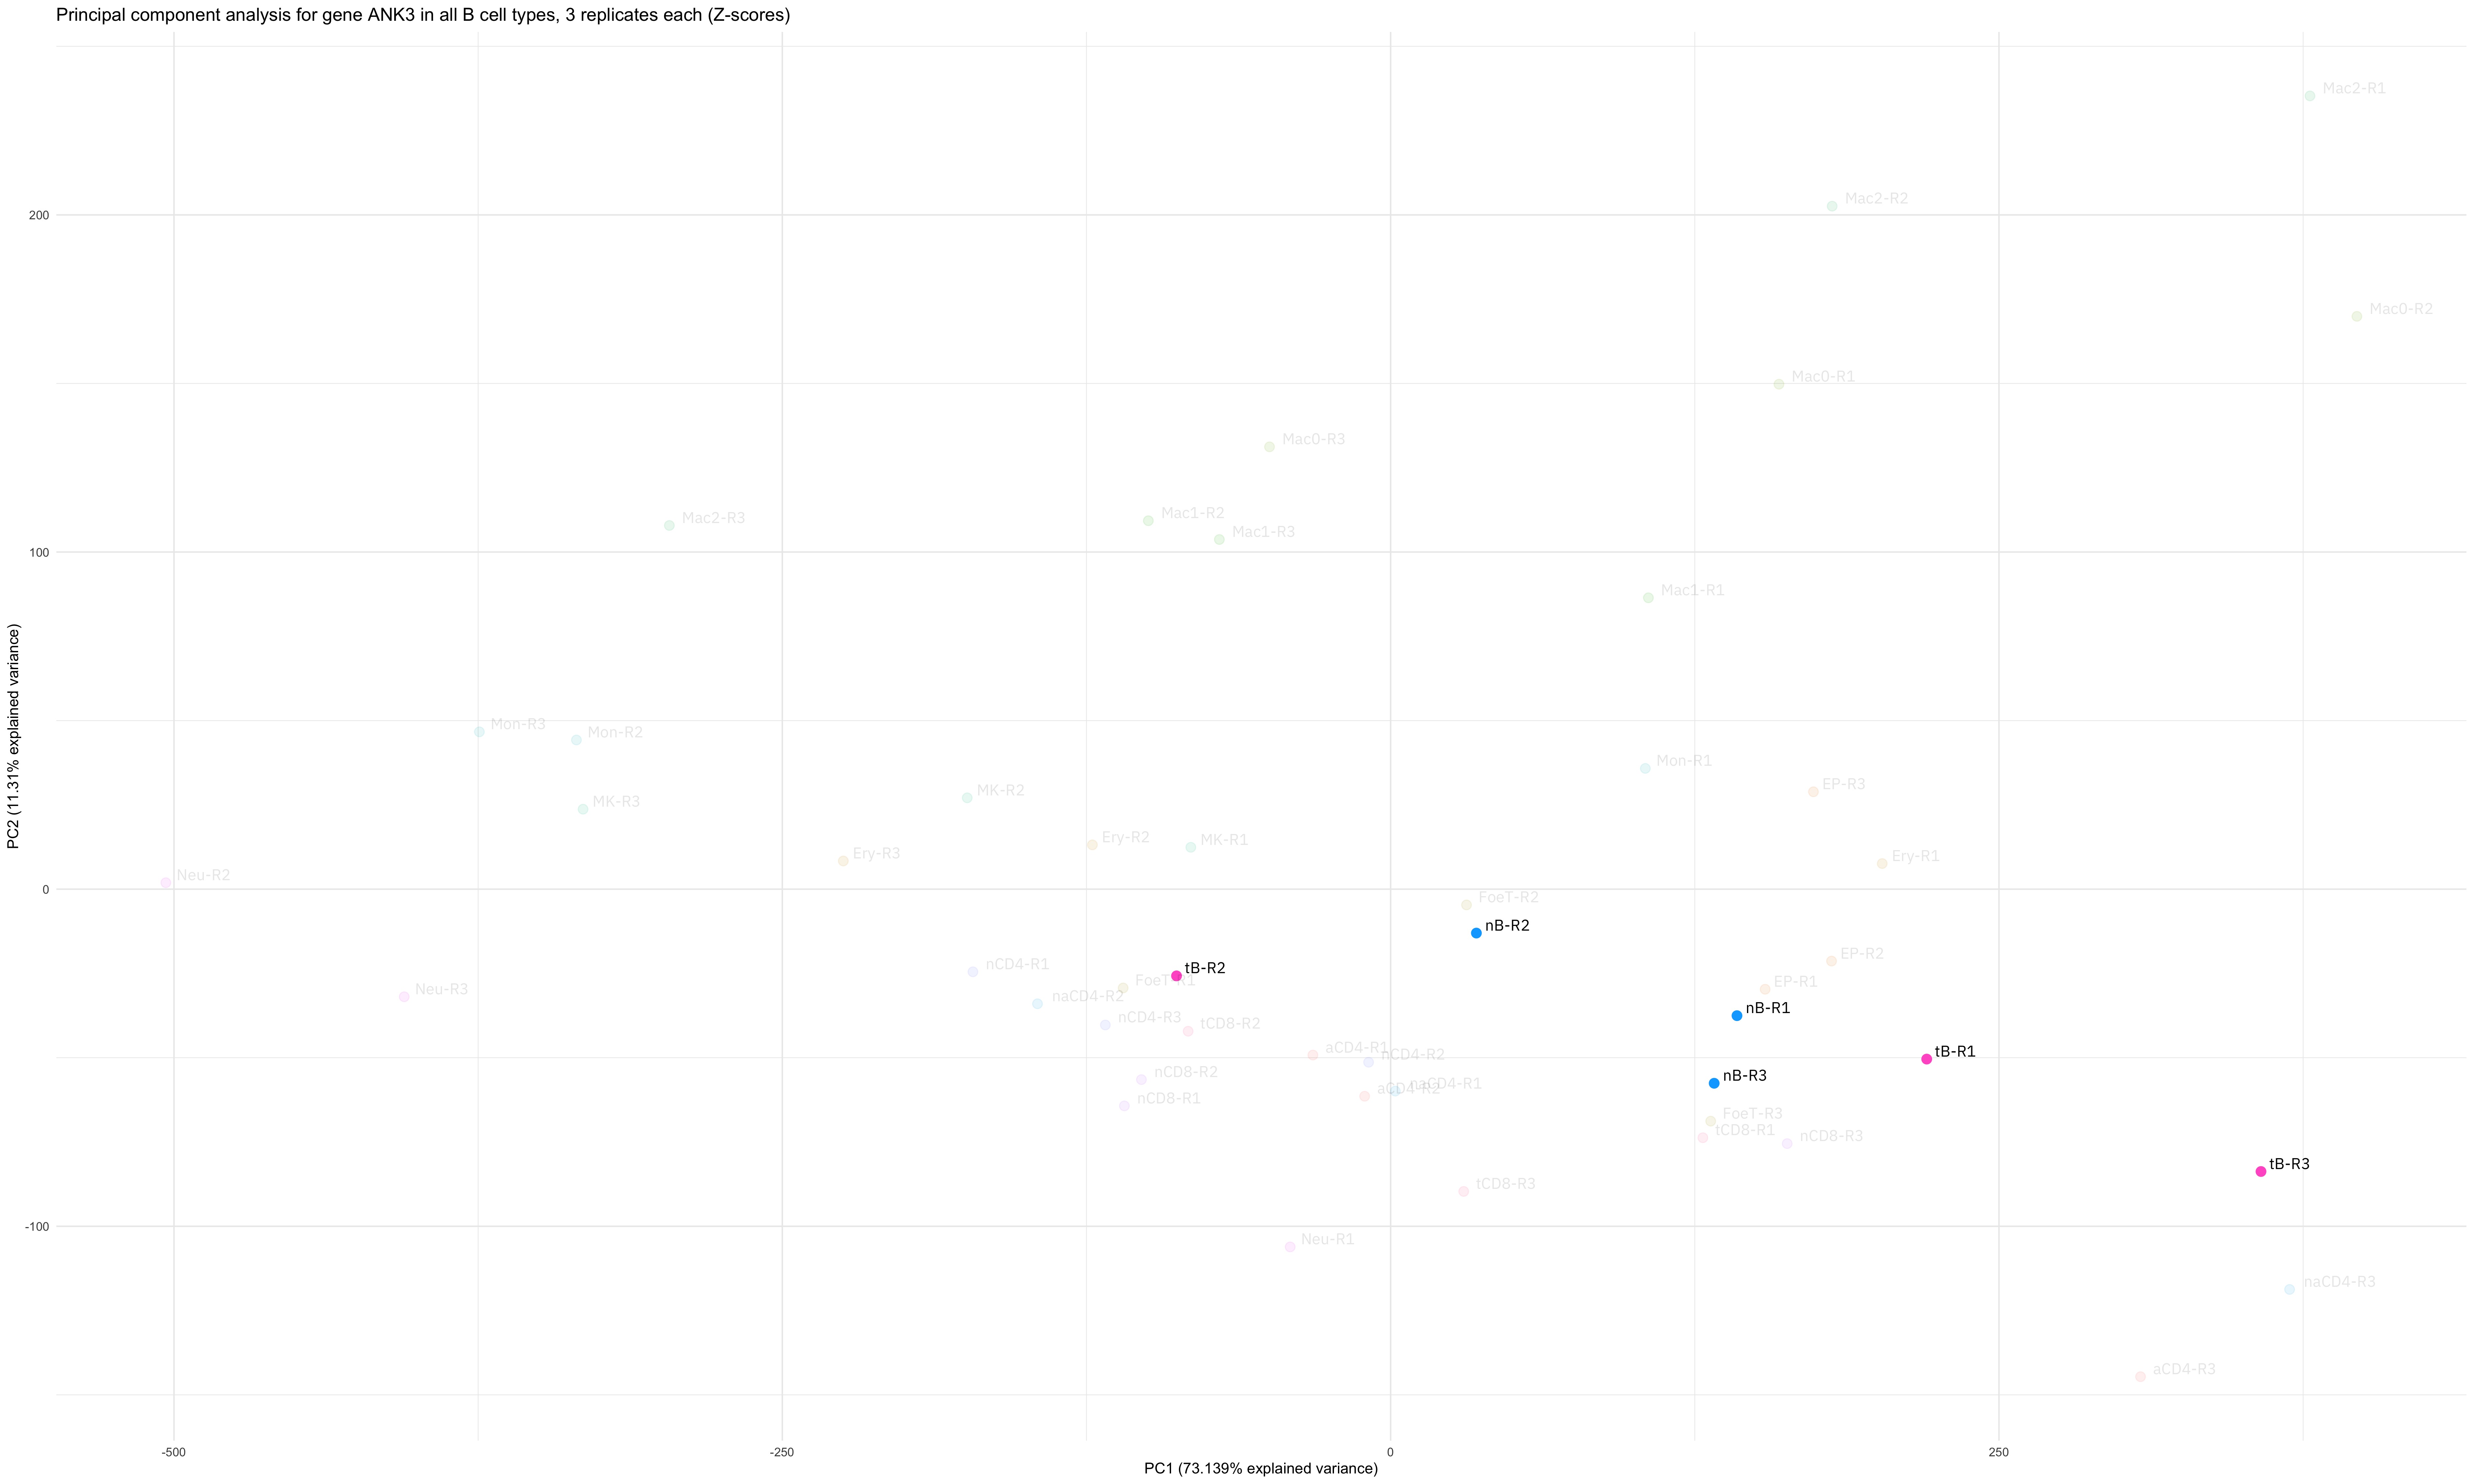 Principal component analysis for gene ANK3 in all B cell types, 3 replicates each (Z-scores)
Mac2-R1
Mac2-R2
200
Mac0-R2
Mac0-R1
Mac0-R3
Mac2-R3
Mac1-R2
Mac1-R3
100
Mac1-R1
PC2 (11.31% explained variance)
Mon-R3
Mon-R2
Mon-R1
EP-R3
MK-R2
MK-R3
Ery-R2
MK-R1
Ery-R3
Ery-R1
Neu-R2
0
FoeT-R2
nB-R2
EP-R2
nCD4-R1
tB-R2
FoeT-R1
EP-R1
Neu-R3
naCD4-R2
nB-R1
nCD4-R3
tCD8-R2
aCD4-R1
nCD4-R2
tB-R1
nCD8-R2
nB-R3
naCD4-R1
aCD4-R2
nCD8-R1
FoeT-R3
tCD8-R1
nCD8-R3
tB-R3
tCD8-R3
-100
Neu-R1
naCD4-R3
aCD4-R3
-500
-250
0
250
PC1 (73.139% explained variance)